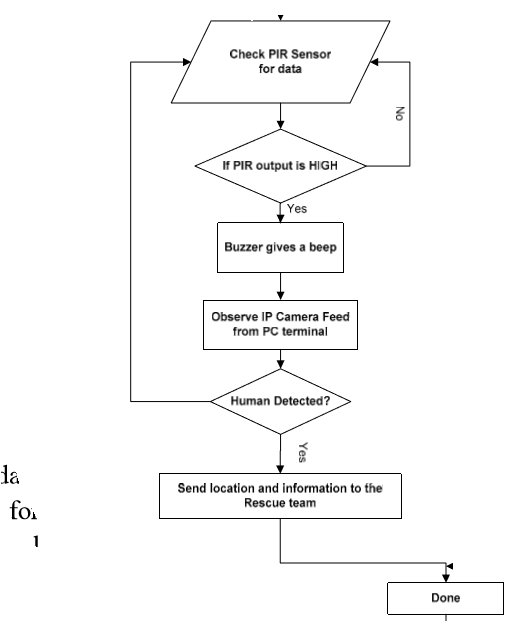 Check PIR Sensor
for data
No
If PIR output is HIGH
Yes
Buzzer gives a beep
Observe IP Camera Feed
from PC terminal
Human Detected?
Yes
Send location and information to the
Rescue team
Done